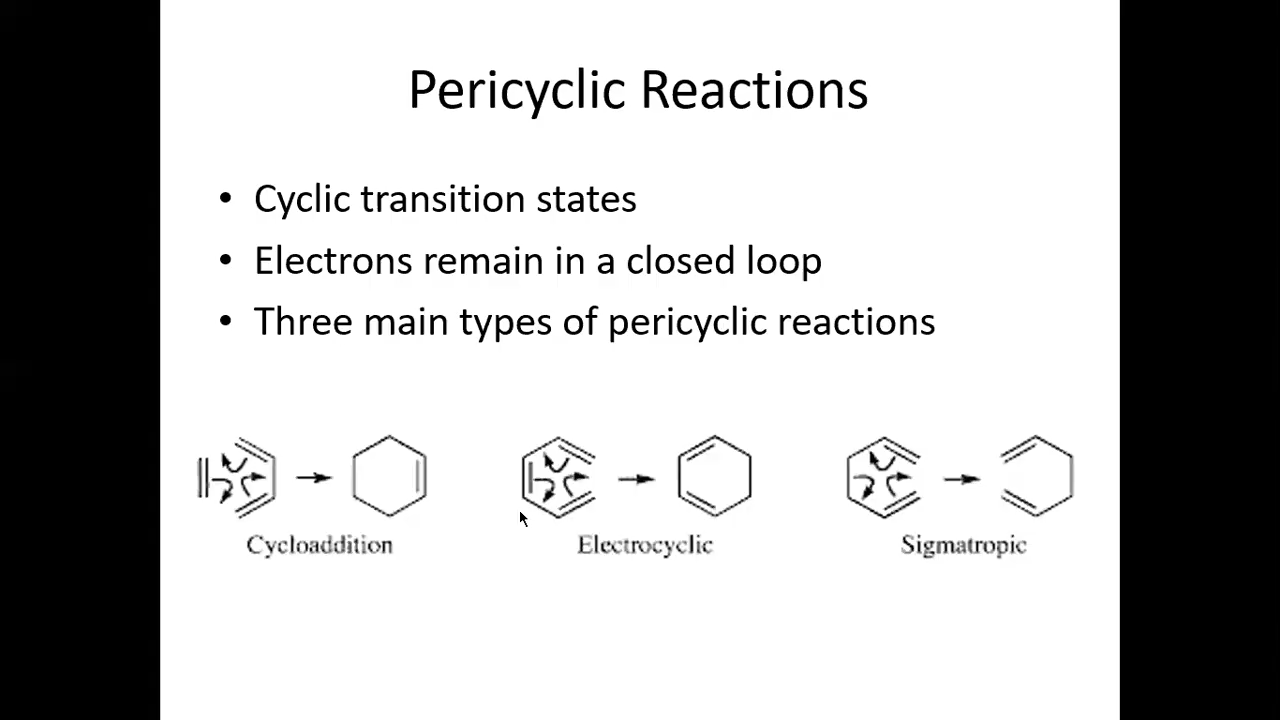 Pericyclic Reactions
• Cyclic transition states
• Electrons remain in a closed loop
• Three main types of pericyclic reactions
Cycloaddition
Electrocyclic
Sigmatropic